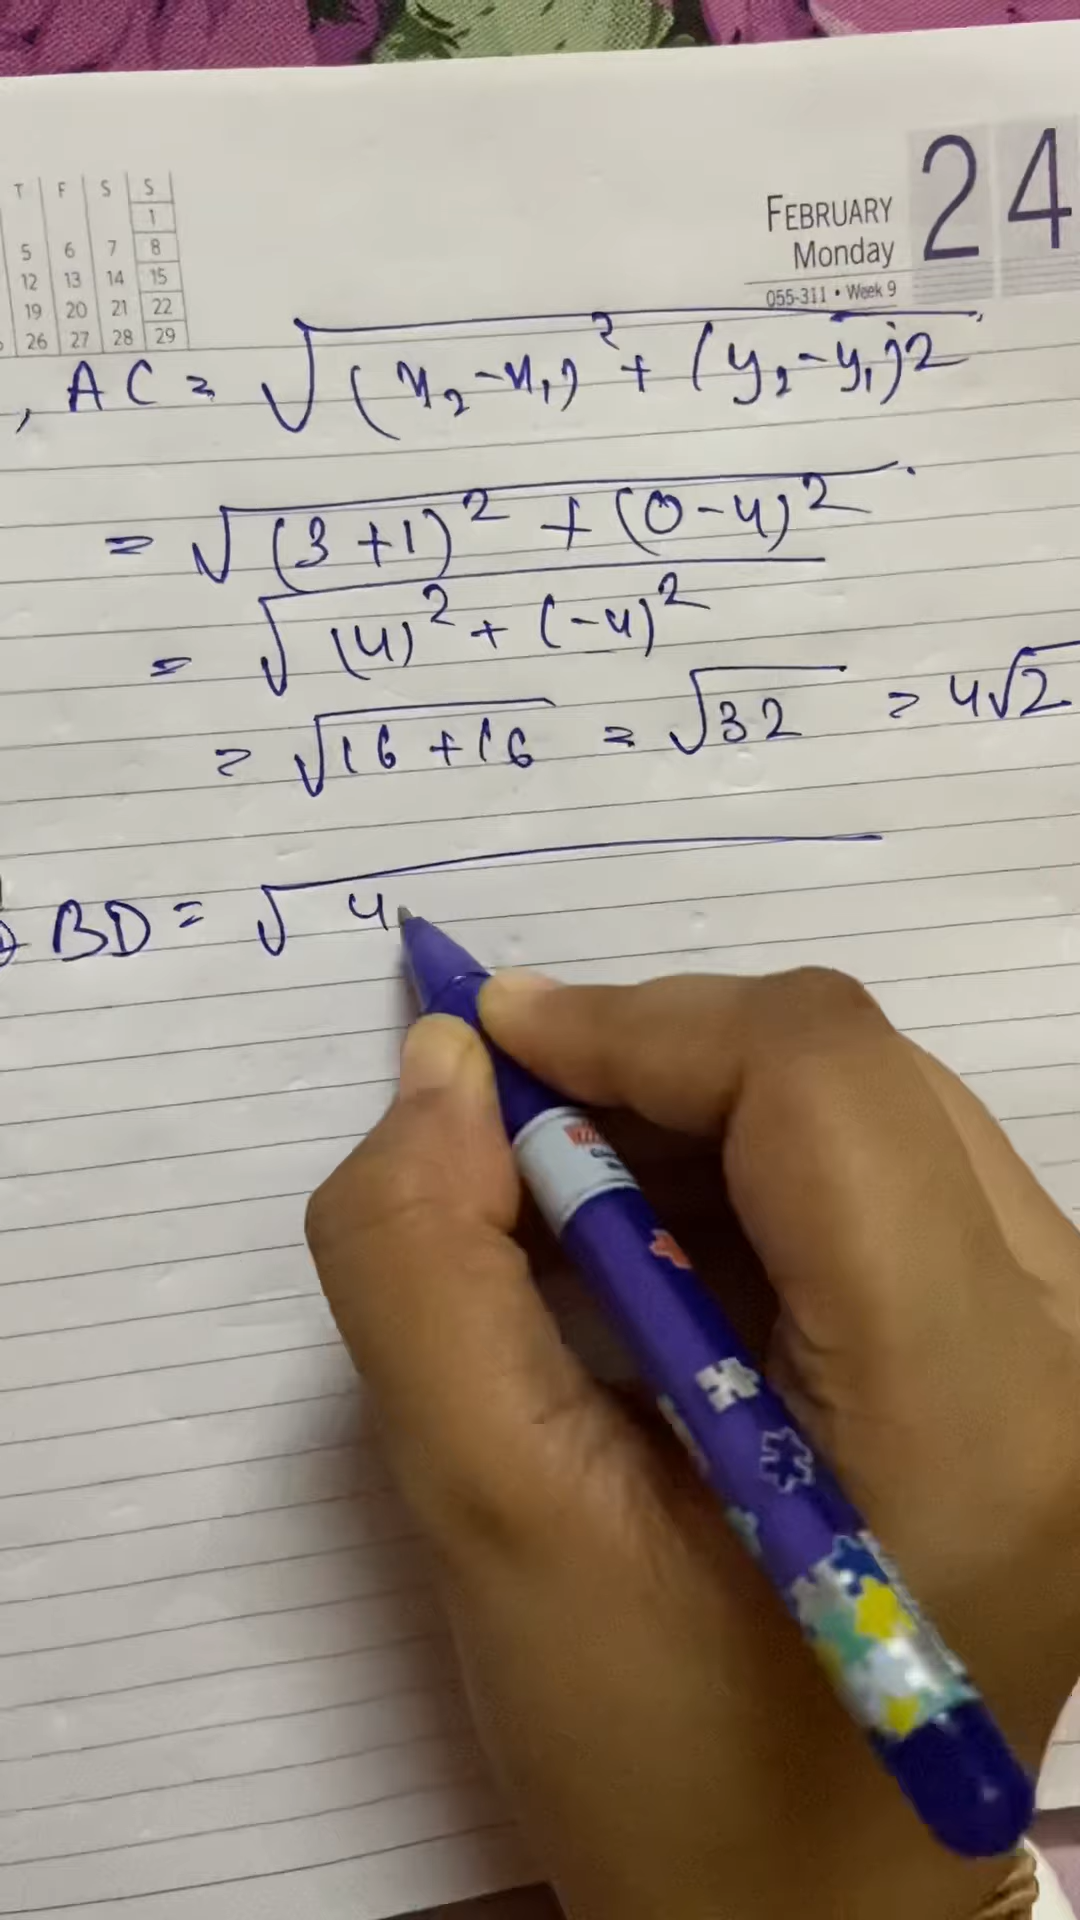 24
FEBRUARY
Monday
055-311 • Week 9
T F S S
1
5 6 7 8
12 13 14 15
19 20 21 22
26 27 28 29
, AC = √(x₂-x₁)² + (y₂-y₁)2
= √(3+1)² + (0-4)²
= √(4)² + (-4)²
= √16+16 = √32 = 4√2
BD = √4